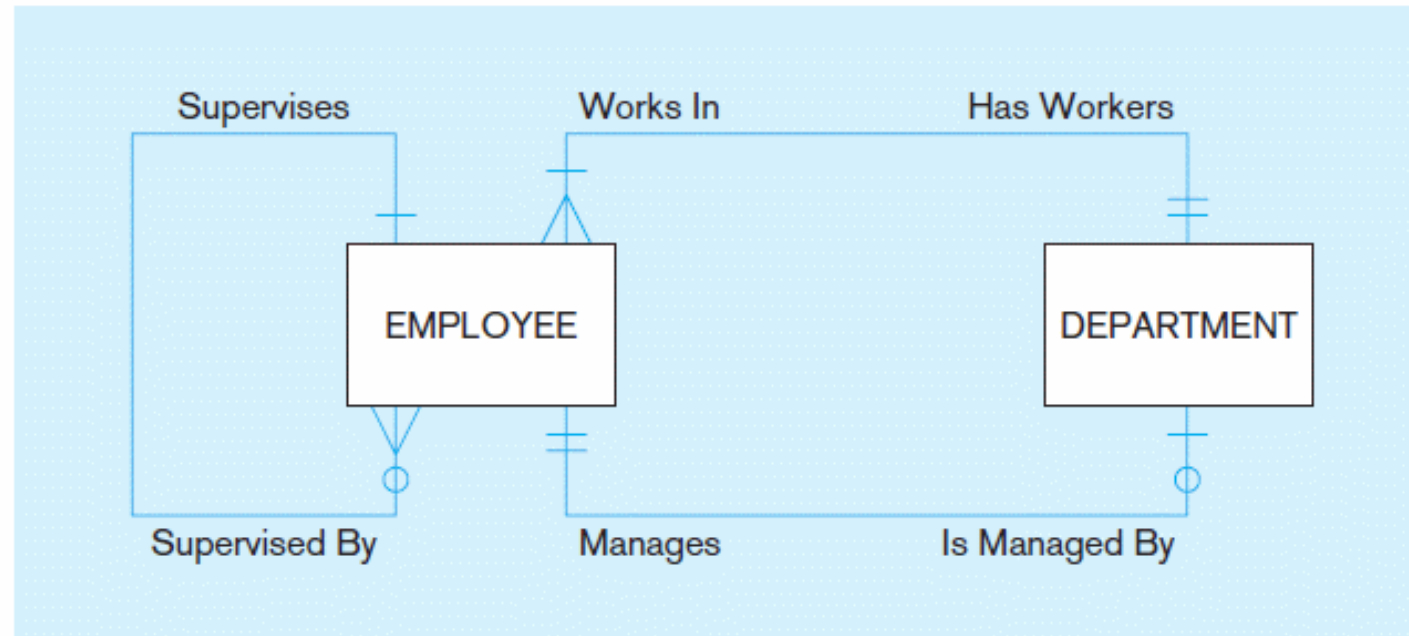 Supervises
Works In
Has Workers
EMPLOYEE
DEPARTMENT
Supervised By
Manages
Is Managed By